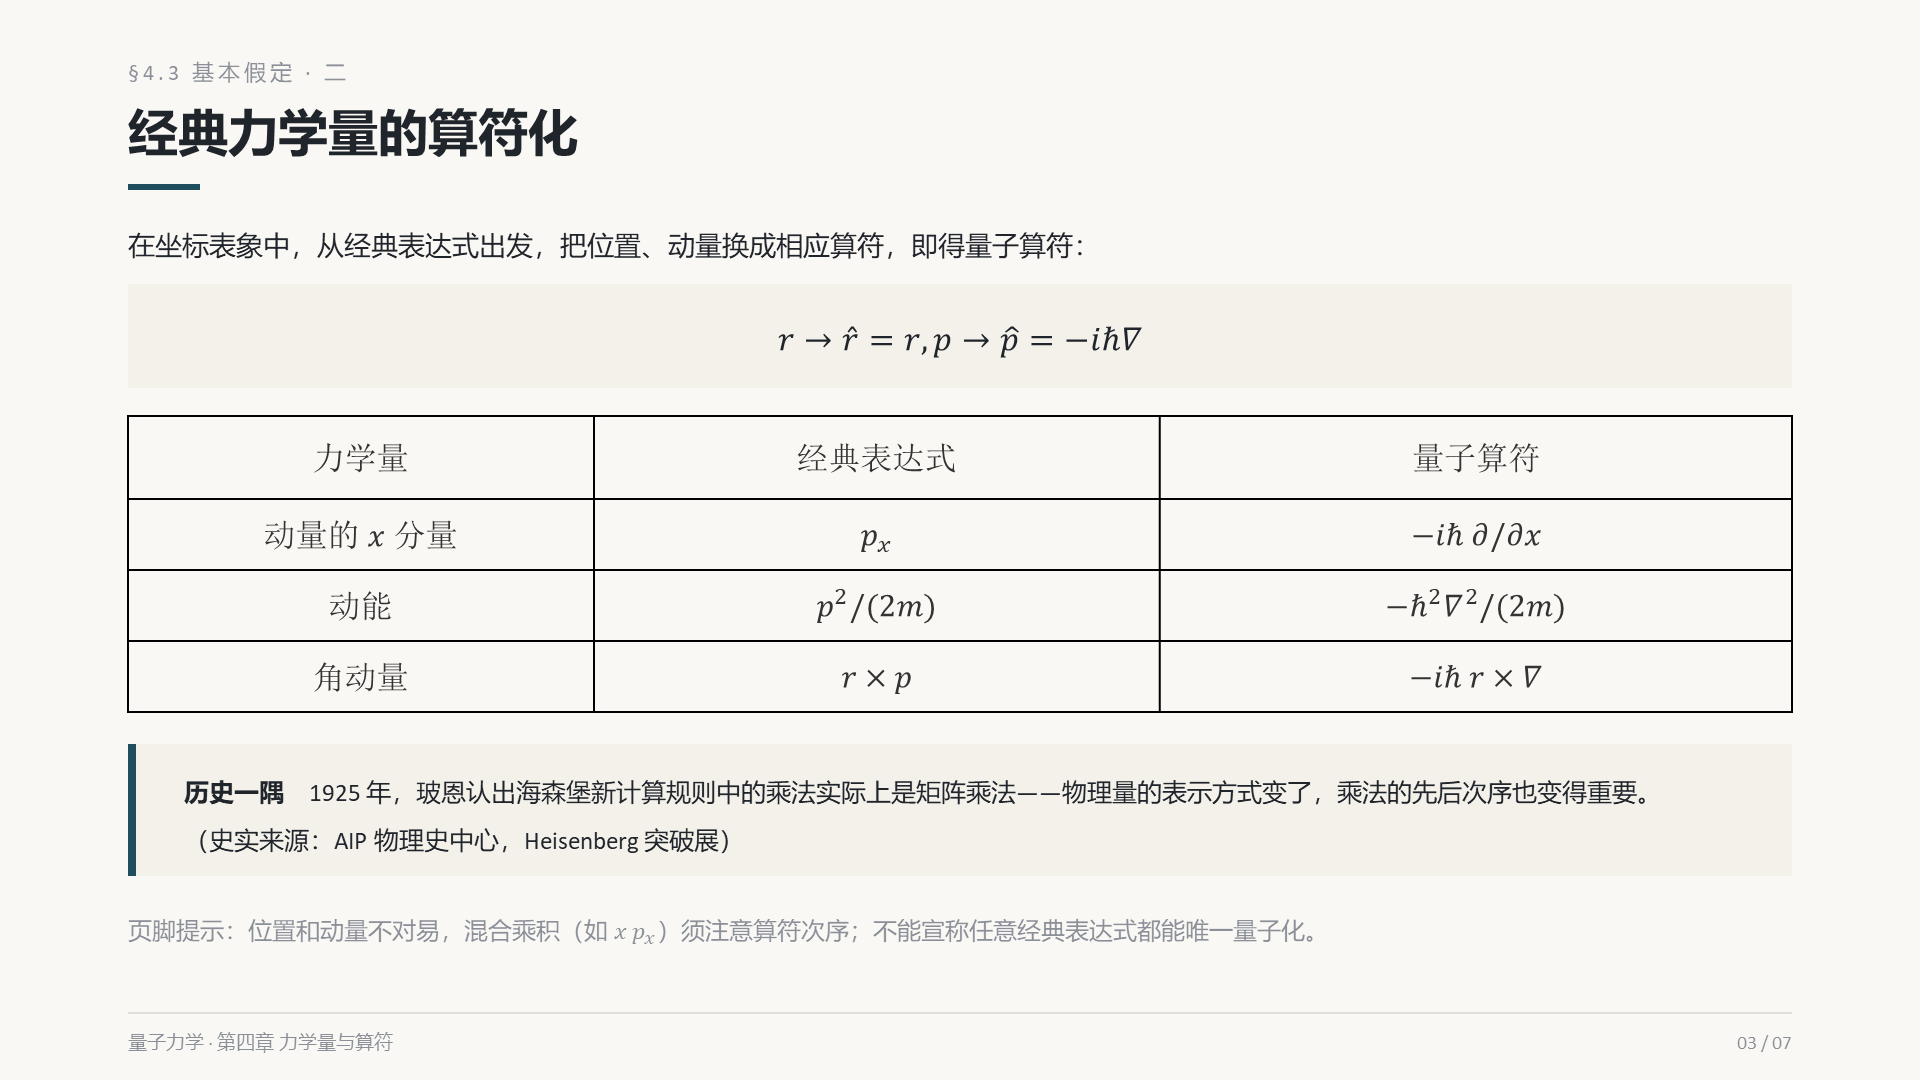 §4.3 基本假定 · 二
经典力学量的算符化
在坐标表象中，从经典表达式出发，把位置、动量换成相应算符，即得量子算符：
r → r̂ = r, p → p̂ = −iħ∇
力学量 经典表达式 量子算符
动量的 x 分量 pₓ −iħ ∂/∂x
动能 p²/(2m) −ħ²∇²/(2m)
角动量 r × p −iħ r × ∇
历史一隅 1925 年，玻恩认出海森堡新计算规则中的乘法实际上是矩阵乘法——物理量的表示方式变了，乘法的先后次序也变得重要。
（史实来源：AIP 物理史中心，Heisenberg 突破展）
页脚提示：位置和动量不对易，混合乘积（如 x pₓ）须注意算符次序；不能宣称任意经典表达式都能唯一量子化。
量子力学 · 第四章 力学量与算符
03 / 07